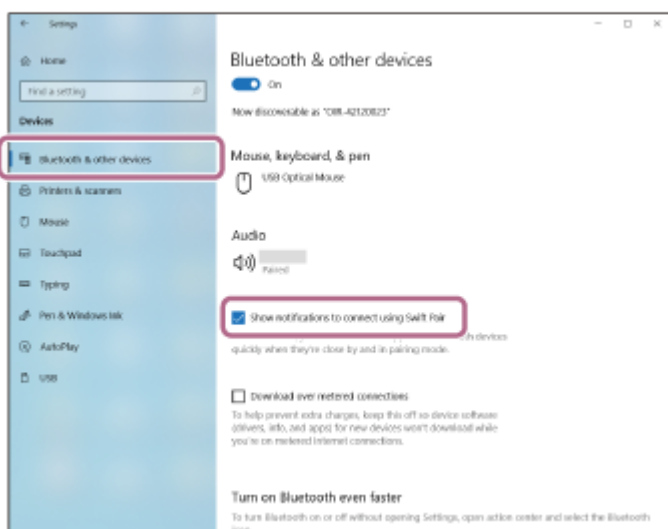 Settings
Home
Find a setting
Devices
Bluetooth & other devices
Printers & scanners
Mouse
Touchpad
Typing
Pen & Windows Ink
AutoPlay
USB
Bluetooth & other devices
On
Now discoverable as
Mouse, keyboard, & pen
USB Optical Mouse
Audio
Paired
Show notifications to connect using Swift Pair
devices
quickly when they're close by and in pairing mode.
Download over metered connections
To help prevent extra charges, keep this off so device software
(drivers, info, and apps) for new devices won't download while
you're on metered internet connections.
Turn on Bluetooth even faster
To turn Bluetooth on or off without opening Settings, open action center and select the Bluetooth